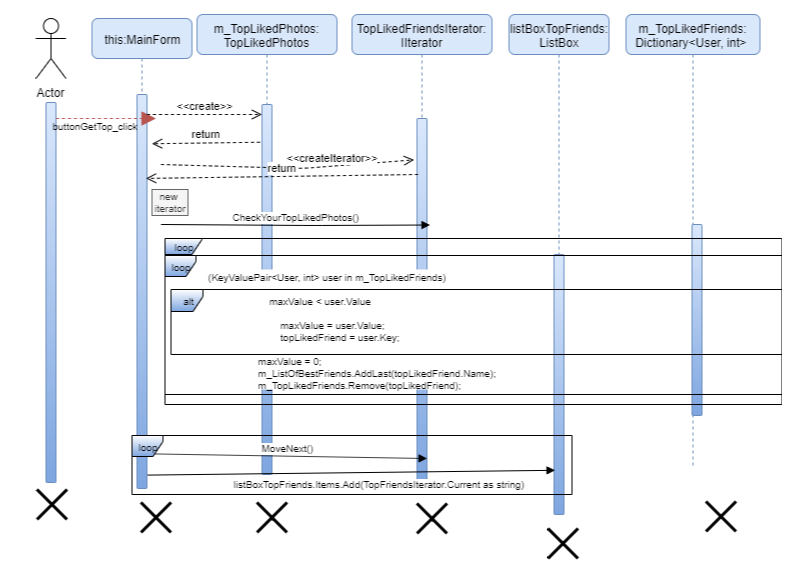 Actor
this:MainForm
m_TopLikedPhotos:
TopLikedPhotos
TopLikedFriendsIterator:
IIterator
listBoxTopFriends:
ListBox
m_TopLikedFriends:
Dictionary<User, int>
<<create>>
buttonGetTop_click
return
<<createIterator>>
return
new
iterator
CheckYourTopLikedPhotos()
loop
loop
(KeyValuePair<User, int> user in m_TopLikedFriends)
alt
maxValue < user.Value
maxValue = user.Value;
topLikedFriend = user.Key;
maxValue = 0;
m_ListOfBestFriends.AddLast(topLikedFriend.Name);
m_TopLikedFriends.Remove(topLikedFriend);
loop
MoveNext()
listBoxTopFriends.Items.Add(TopFriendsIterator.Current as string)